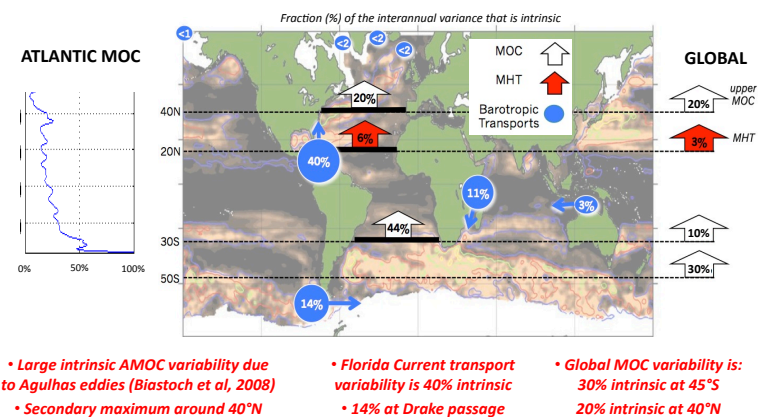 Fraction (%) of the interannual variance that is intrinsic
ATLANTIC MOC
GLOBAL
<1
<2
<2
<2
MOC
MHT
Barotropic
Transports
upper
MOC
20%
20%
40N
6%
3%
MHT
20N
40%
11%
3%
44%
10%
30S
30%
50S
14%
0%
50%
100%
• Large intrinsic AMOC variability due
to Agulhas eddies (Biastoch et al, 2008)
• Secondary maximum around 40°N
• Florida Current transport
variability is 40% intrinsic
• 14% at Drake passage
• Global MOC variability is:
30% intrinsic at 45°S
20% intrinsic at 40°N